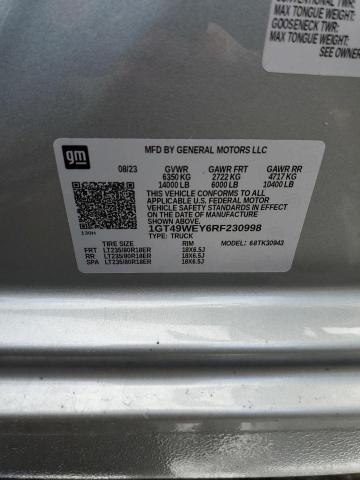 CONVENTIONAL TWR:
MAX TONGUE WEIGHT:
GOOSENECK TWR:
MAX TONGUE WEIGHT:
SEE OWNER
gm
MFD BY GENERAL MOTORS LLC
08/23 GVWR GAWR FRT GAWR RR
6350 KG 2722 KG 4717 KG
14000 LB 6000 LB 10400 LB
THIS VEHICLE CONFORMS TO ALL
APPLICABLE U.S. FEDERAL MOTOR
VEHICLE SAFETY STANDARDS IN EFFECT ON
THE DATE OF MANUFACTURE SHOWN ABOVE.
1GT49WEY6RF230998
TYPE: TRUCK
MODEL: 68TK30943
TIRE SIZE RIM
FRT LT235/80R18ER 18X6.5J
RR LT235/80R18ER 18X6.5J
SPA LT235/80R18ER 18X6.5J